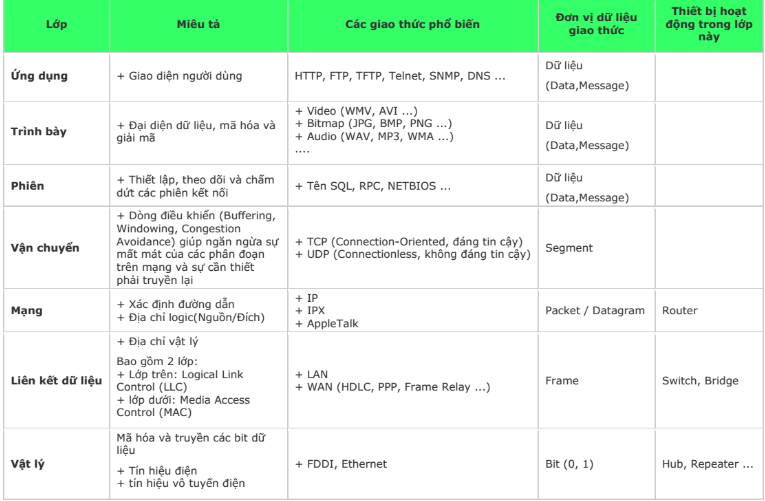 Lớp
Miêu tả
Các giao thức phổ biến
Đơn vị dữ liệu
giao thức
Thiết bị hoạt
động trong lớp
này
Ứng dụng
+ Giao diện người dùng
HTTP, FTP, TFTP, Telnet, SNMP, DNS ...
Dữ liệu
(Data,Message)
Trình bày
+ Đại diện dữ liệu, mã hóa và
giải mã
+ Video (WMV, AVI ...)
+ Bitmap (JPG, BMP, PNG ...)
+ Audio (WAV, MP3, WMA ...)
....
Dữ liệu
(Data,Message)
Phiên
+ Thiết lập, theo dõi và chấm
dứt các phiên kết nối
+ Tên SQL, RPC, NETBIOS ...
Dữ liệu
(Data,Message)
Vận chuyển
+ Dòng điều khiển (Buffering,
Windowing, Congestion
Avoidance) giúp ngăn ngừa sự
mất mát của các phân đoạn
trên mạng và sự cần thiết
phải truyền lại
+ TCP (Connection-Oriented, đáng tin cậy)
+ UDP (Connectionless, không đáng tin cậy)
Segment
Mạng
+ Xác định đường dẫn
+ Địa chỉ logic(Nguồn/Đích)
+ IP
+ IPX
+ AppleTalk
Packet / Datagram
Router
Liên kết dữ liệu
+ Địa chỉ vật lý
Bao gồm 2 lớp:
+ Lớp trên: Logical Link
Control (LLC)
+ lớp dưới: Media Access
Control (MAC)
+ LAN
+ WAN (HDLC, PPP, Frame Relay ...)
Frame
Switch, Bridge
Vật lý
Mã hóa và truyền các bit dữ
liệu
+ Tín hiệu điện
+ tín hiệu vô tuyến điện
+ FDDI, Ethernet
Bit (0, 1)
Hub, Repeater ...